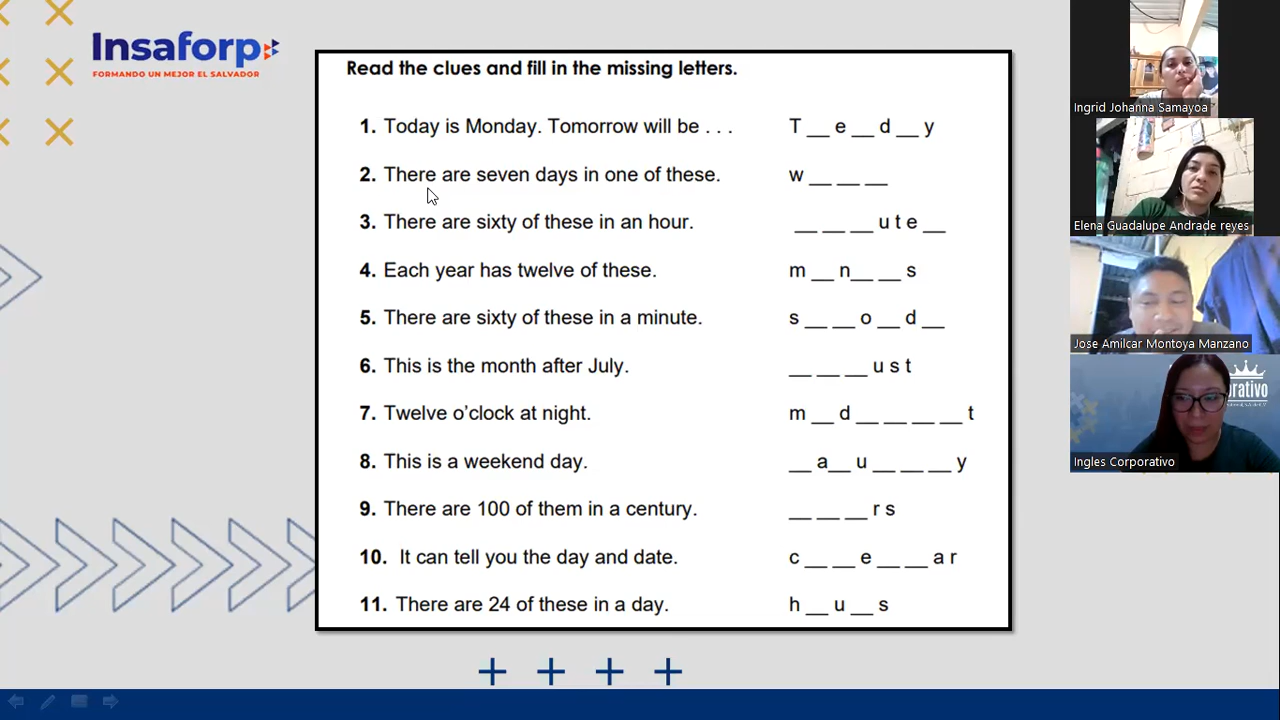 Insaforp
FORMANDO UN MEJOR EL SALVADOR
Read the clues and fill in the missing letters.
1. Today is Monday. Tomorrow will be . . . T __ e __ d __ y
2. There are seven days in one of these. w __ __ __
3. There are sixty of these in an hour. __ __ __ u t e __
4. Each year has twelve of these. m __ n__ __ s
5. There are sixty of these in a minute. s __ __ o __ d __
6. This is the month after July. __ __ __ u s t
7. Twelve o’clock at night. m __ d __ __ __ __ t
8. This is a weekend day. __ a__ u __ __ __ y
9. There are 100 of them in a century. __ __ __ r s
10. It can tell you the day and date. c __ __ e __ __ a r
11. There are 24 of these in a day. h __ u __ s
Ingrid Johanna Samayoa
Elena Guadalupe Andrade reyes
Jose Amilcar Montoya Manzano
Ingles Corporativo